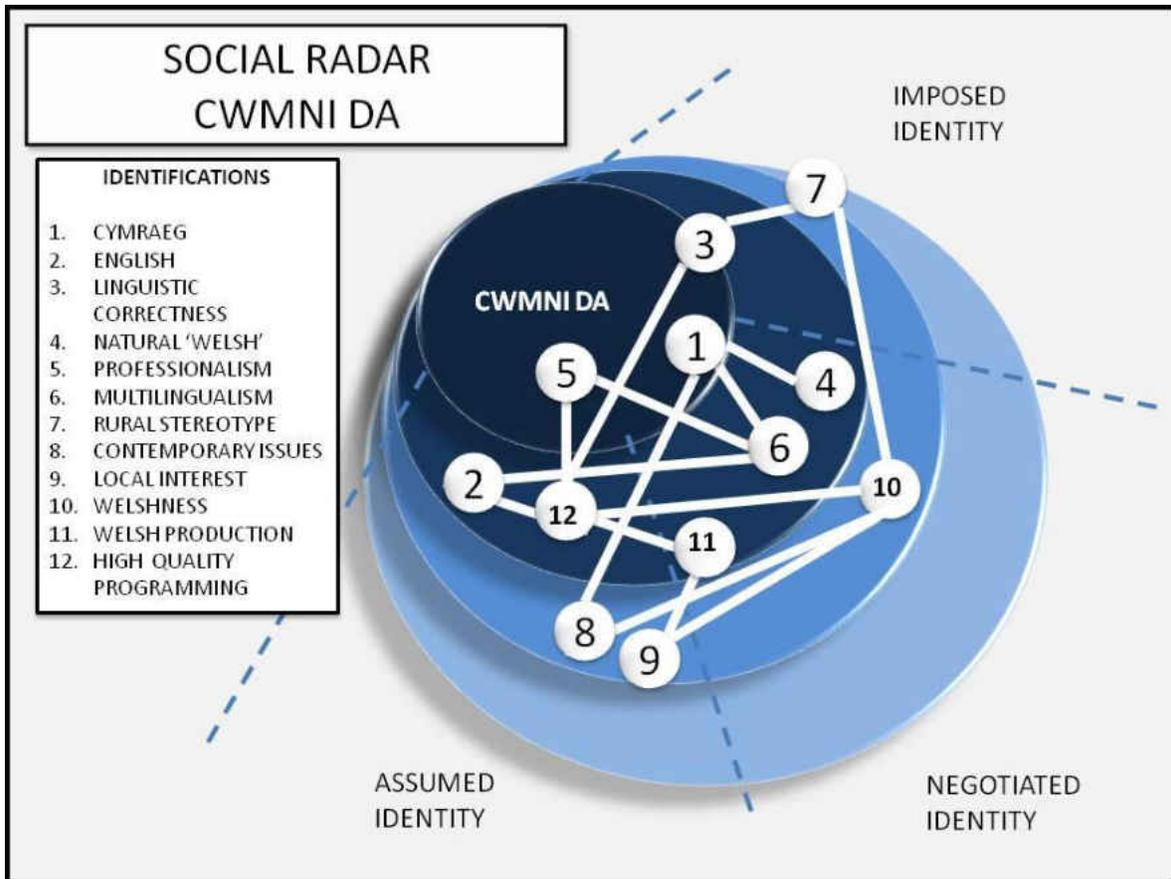 SOCIAL RADAR
CWMNI DA
IMPOSED
IDENTITY
IDENTIFICATIONS
1. CYMRAEG
2. ENGLISH
3. LINGUISTIC
CORRECTNESS
4. NATURAL ‘WELSH’
5. PROFESSIONALISM
6. MULTILINGUALISM
7. RURAL STEREOTYPE
8. CONTEMPORARY ISSUES
9. LOCAL INTEREST
10. WELSHNESS
11. WELSH PRODUCTION
12. HIGH QUALITY
PROGRAMMING
7
3
CWMNI DA
1
5
4
6
2
10
12
11
8
9
ASSUMED
IDENTITY
NEGOTIATED
IDENTITY